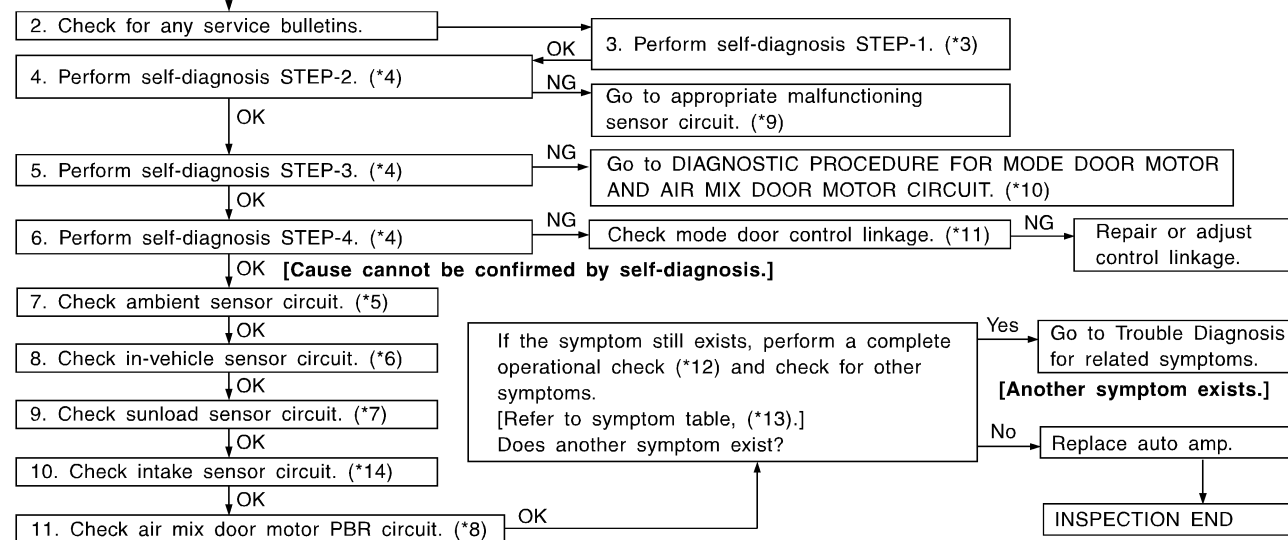 2. Check for any service bulletins.
3. Perform self-diagnosis STEP-1. (*3)
OK
4. Perform self-diagnosis STEP-2. (*4)
NG
Go to appropriate malfunctioning
sensor circuit. (*9)
OK
5. Perform self-diagnosis STEP-3. (*4)
NG
Go to DIAGNOSTIC PROCEDURE FOR MODE DOOR MOTOR
AND AIR MIX DOOR MOTOR CIRCUIT. (*10)
OK
6. Perform self-diagnosis STEP-4. (*4)
NG
Check mode door control linkage. (*11)
NG
Repair or adjust
control linkage.
OK
[Cause cannot be confirmed by self-diagnosis.]
7. Check ambient sensor circuit. (*5)
OK
8. Check in-vehicle sensor circuit. (*6)
OK
9. Check sunload sensor circuit. (*7)
OK
10. Check intake sensor circuit. (*14)
OK
11. Check air mix door motor PBR circuit. (*8)
OK
If the symptom still exists, perform a complete
operational check (*12) and check for other
symptoms.
[Refer to symptom table, (*13).]
Does another symptom exist?
Yes
Go to Trouble Diagnosis
for related symptoms.
[Another symptom exists.]
No
Replace auto amp.
INSPECTION END